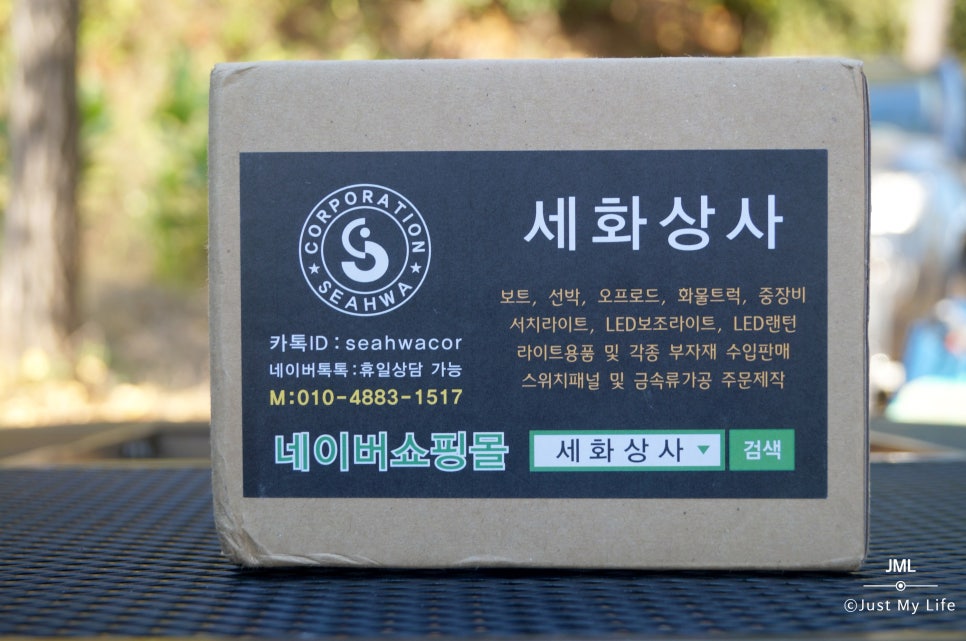 CORPORATION
SEAHWA
카톡ID : seahwacor
네이버톡톡:휴일상담 가능
M:010-4883-1517
세화상사
보트, 선박, 오프로드, 화물트럭, 중장비
서치라이트, LED보조라이트, LED랜턴
라이트용품 및 각종 부자재 수입판매
스위치패널 및 금속류가공 주문제작
네이버쇼핑몰
세화상사
검색
JML
©Just My Life